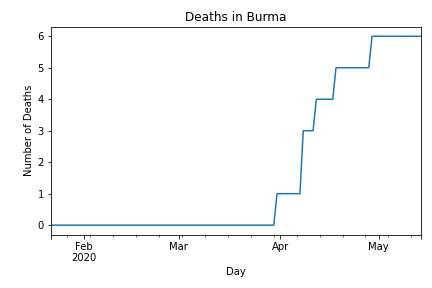 Deaths in Burma
6
5
4
3
2
1
0
Number of Deaths
Feb
2020
Mar
Apr
May
Day